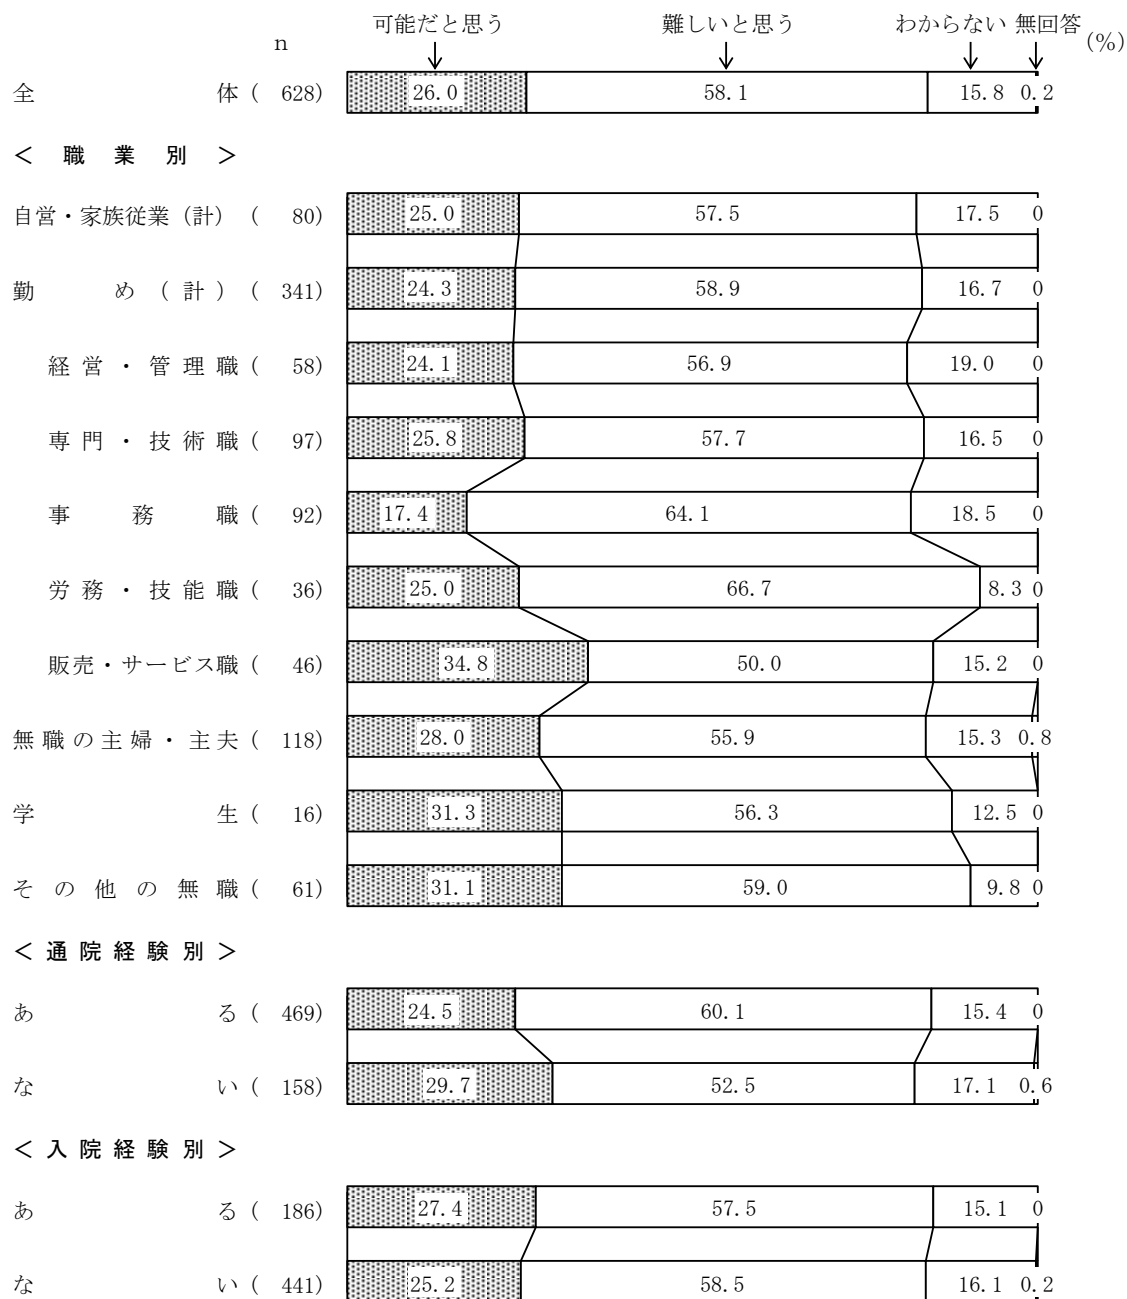 可能だと思う 難しいと思う わからない 無回答
n (％)
全体 ( 628) 26.0 58.1 15.8 0.2
＜職業別＞
自営・家族従業（計） ( 80) 25.0 57.5 17.5 0
勤め（計） ( 341) 24.3 58.9 16.7 0
経営・管理職 ( 58) 24.1 56.9 19.0 0
専門・技術職 ( 97) 25.8 57.7 16.5 0
事務職 ( 92) 17.4 64.1 18.5 0
労務・技能職 ( 36) 25.0 66.7 8.3 0
販売・サービス職 ( 46) 34.8 50.0 15.2 0
無職の主婦・主夫 ( 118) 28.0 55.9 15.3 0.8
学生 ( 16) 31.3 56.3 12.5 0
その他の無職 ( 61) 31.1 59.0 9.8 0
＜通院経験別＞
ある ( 469) 24.5 60.1 15.4 0
ない ( 158) 29.7 52.5 17.1 0.6
＜入院経験別＞
ある ( 186) 27.4 57.5 15.1 0
ない ( 441) 25.2 58.5 16.1 0.2